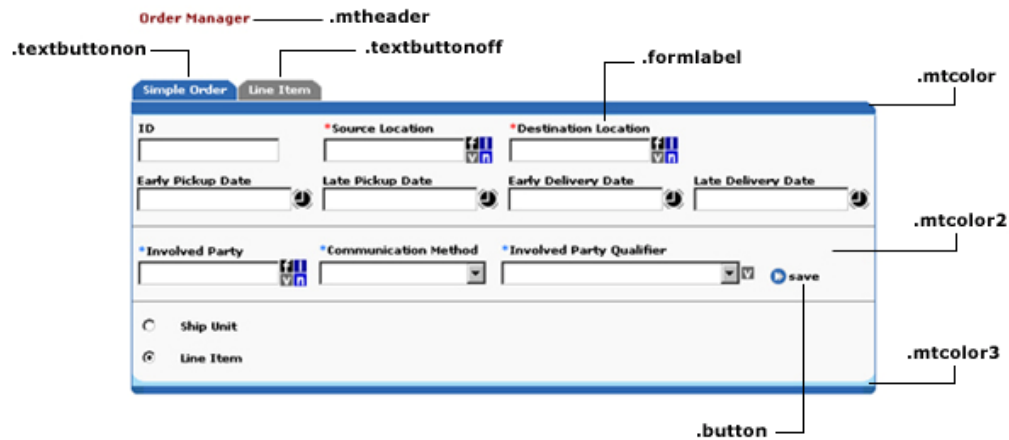 Order Manager
.mtheader
.textbuttonon
.textbuttonoff
.formlabel
.mtcolor
Simple Order
Line Item
ID
*Source Location
*Destination Location
Early Pickup Date
Late Pickup Date
Early Delivery Date
Late Delivery Date
.mtcolor2
*Involved Party
*Communication Method
*Involved Party Qualifier
save
Ship Unit
Line Item
.mtcolor3
.button